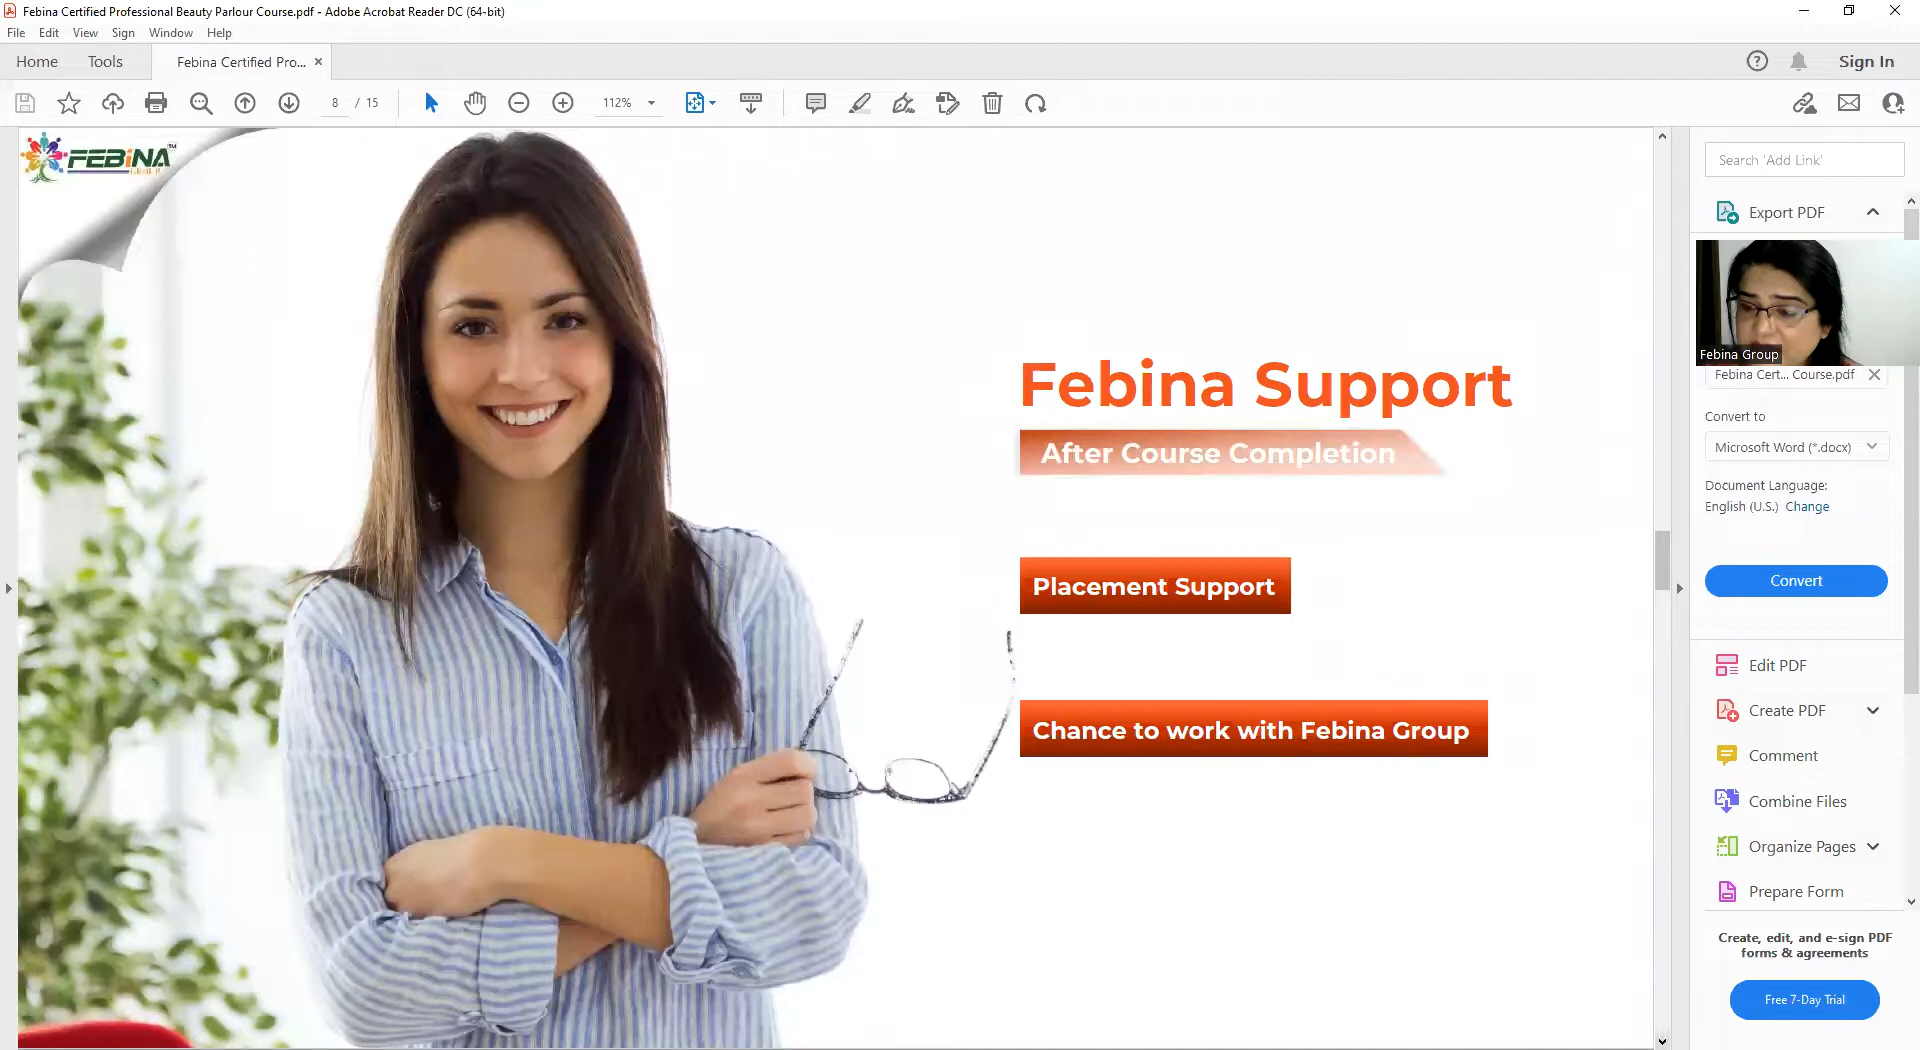 Febina Certified Professional Beauty Parlour Course.pdf - Adobe Acrobat Reader DC (64-bit)
File Edit View Sign Window Help
Home Tools Febina Certified Pro... ×
Sign In
8 / 15 112%
FEBiNA
TM
Search 'Add Link'
Export PDF
Febina Group
Febina Cert... Course.pdf
Convert to
Microsoft Word (*.docx)
Document Language:
English (U.S.) Change
Convert
Febina Support
After Course Completion
Placement Support
Chance to work with Febina Group
Edit PDF
Create PDF
Comment
Combine Files
Organize Pages
Prepare Form
Create, edit, and e-sign PDF
forms & agreements
Free 7-Day Trial